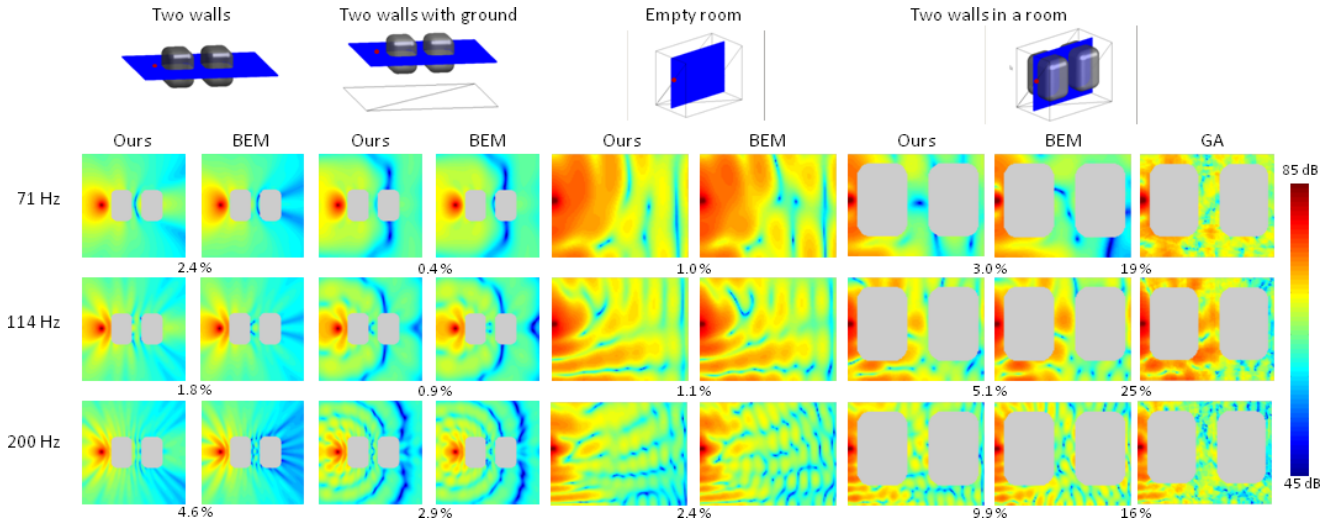 Two walls Two walls with ground Empty room Two walls in a room
Ours BEM Ours BEM Ours BEM Ours BEM GA
85 dB
71 Hz
2.4 % 0.4% 1.0 % 3.0 % 19%
114 Hz
1.8 % 0.9% 1.1 % 5.1 % 25%
200 Hz
45 dB
4.6 % 2.9% 2.4 % 9.9 % 16 %